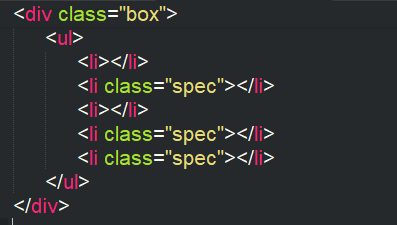 <div class="box">
<ul>
<li></li>
<li class="spec"></li>
<li></li>
<li class="spec"></li>
<li class="spec"></li>
</ul>
</div>